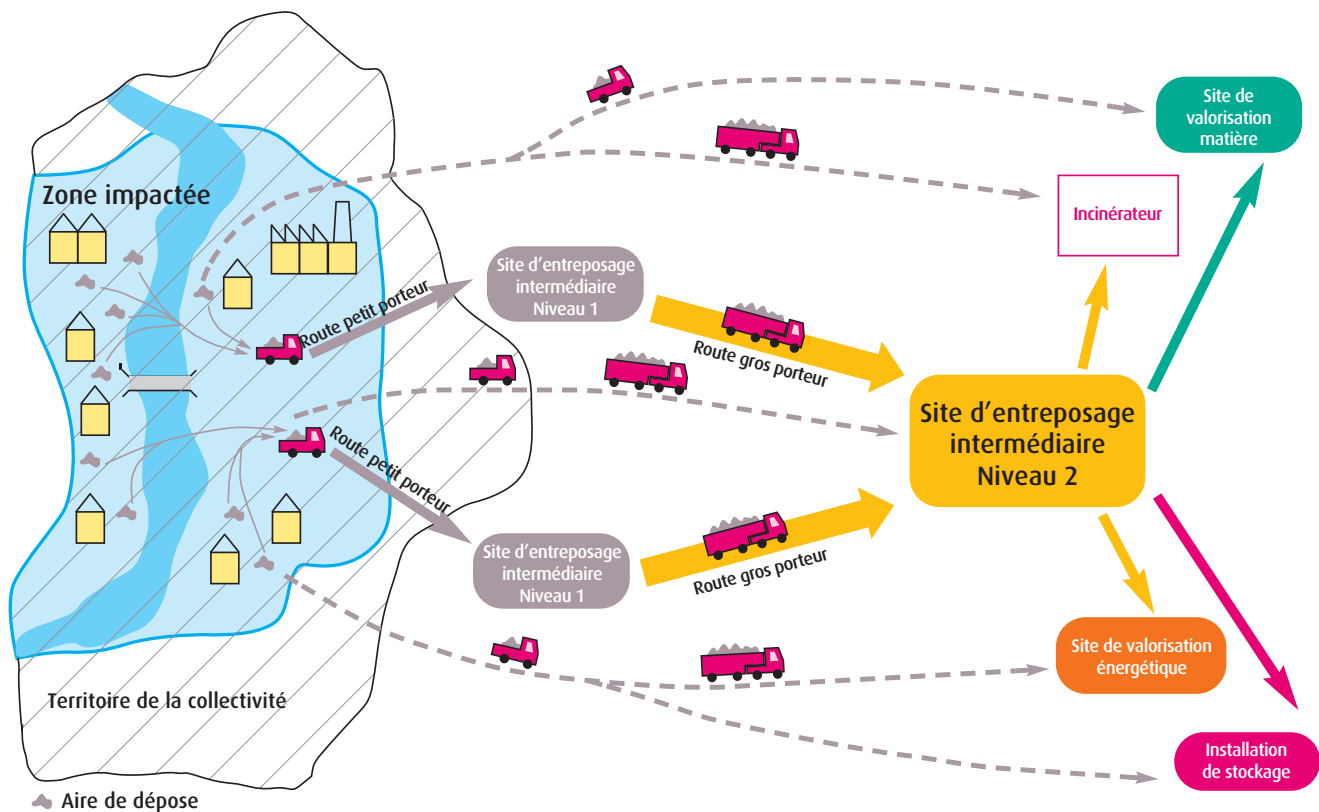 Zone impactée
Site de
valorisation
matière
Incinérateur
Site d'entreposage
intermédiaire
Niveau 1
Route petit porteur
Route gros porteur
Site d'entreposage
intermédiaire
Niveau 2
Route petit porteur
Site d'entreposage
intermédiaire
Niveau 1
Route gros porteur
Site de valorisation
énergétique
Territoire de la collectivité
Installation
de stockage
Aire de dépose